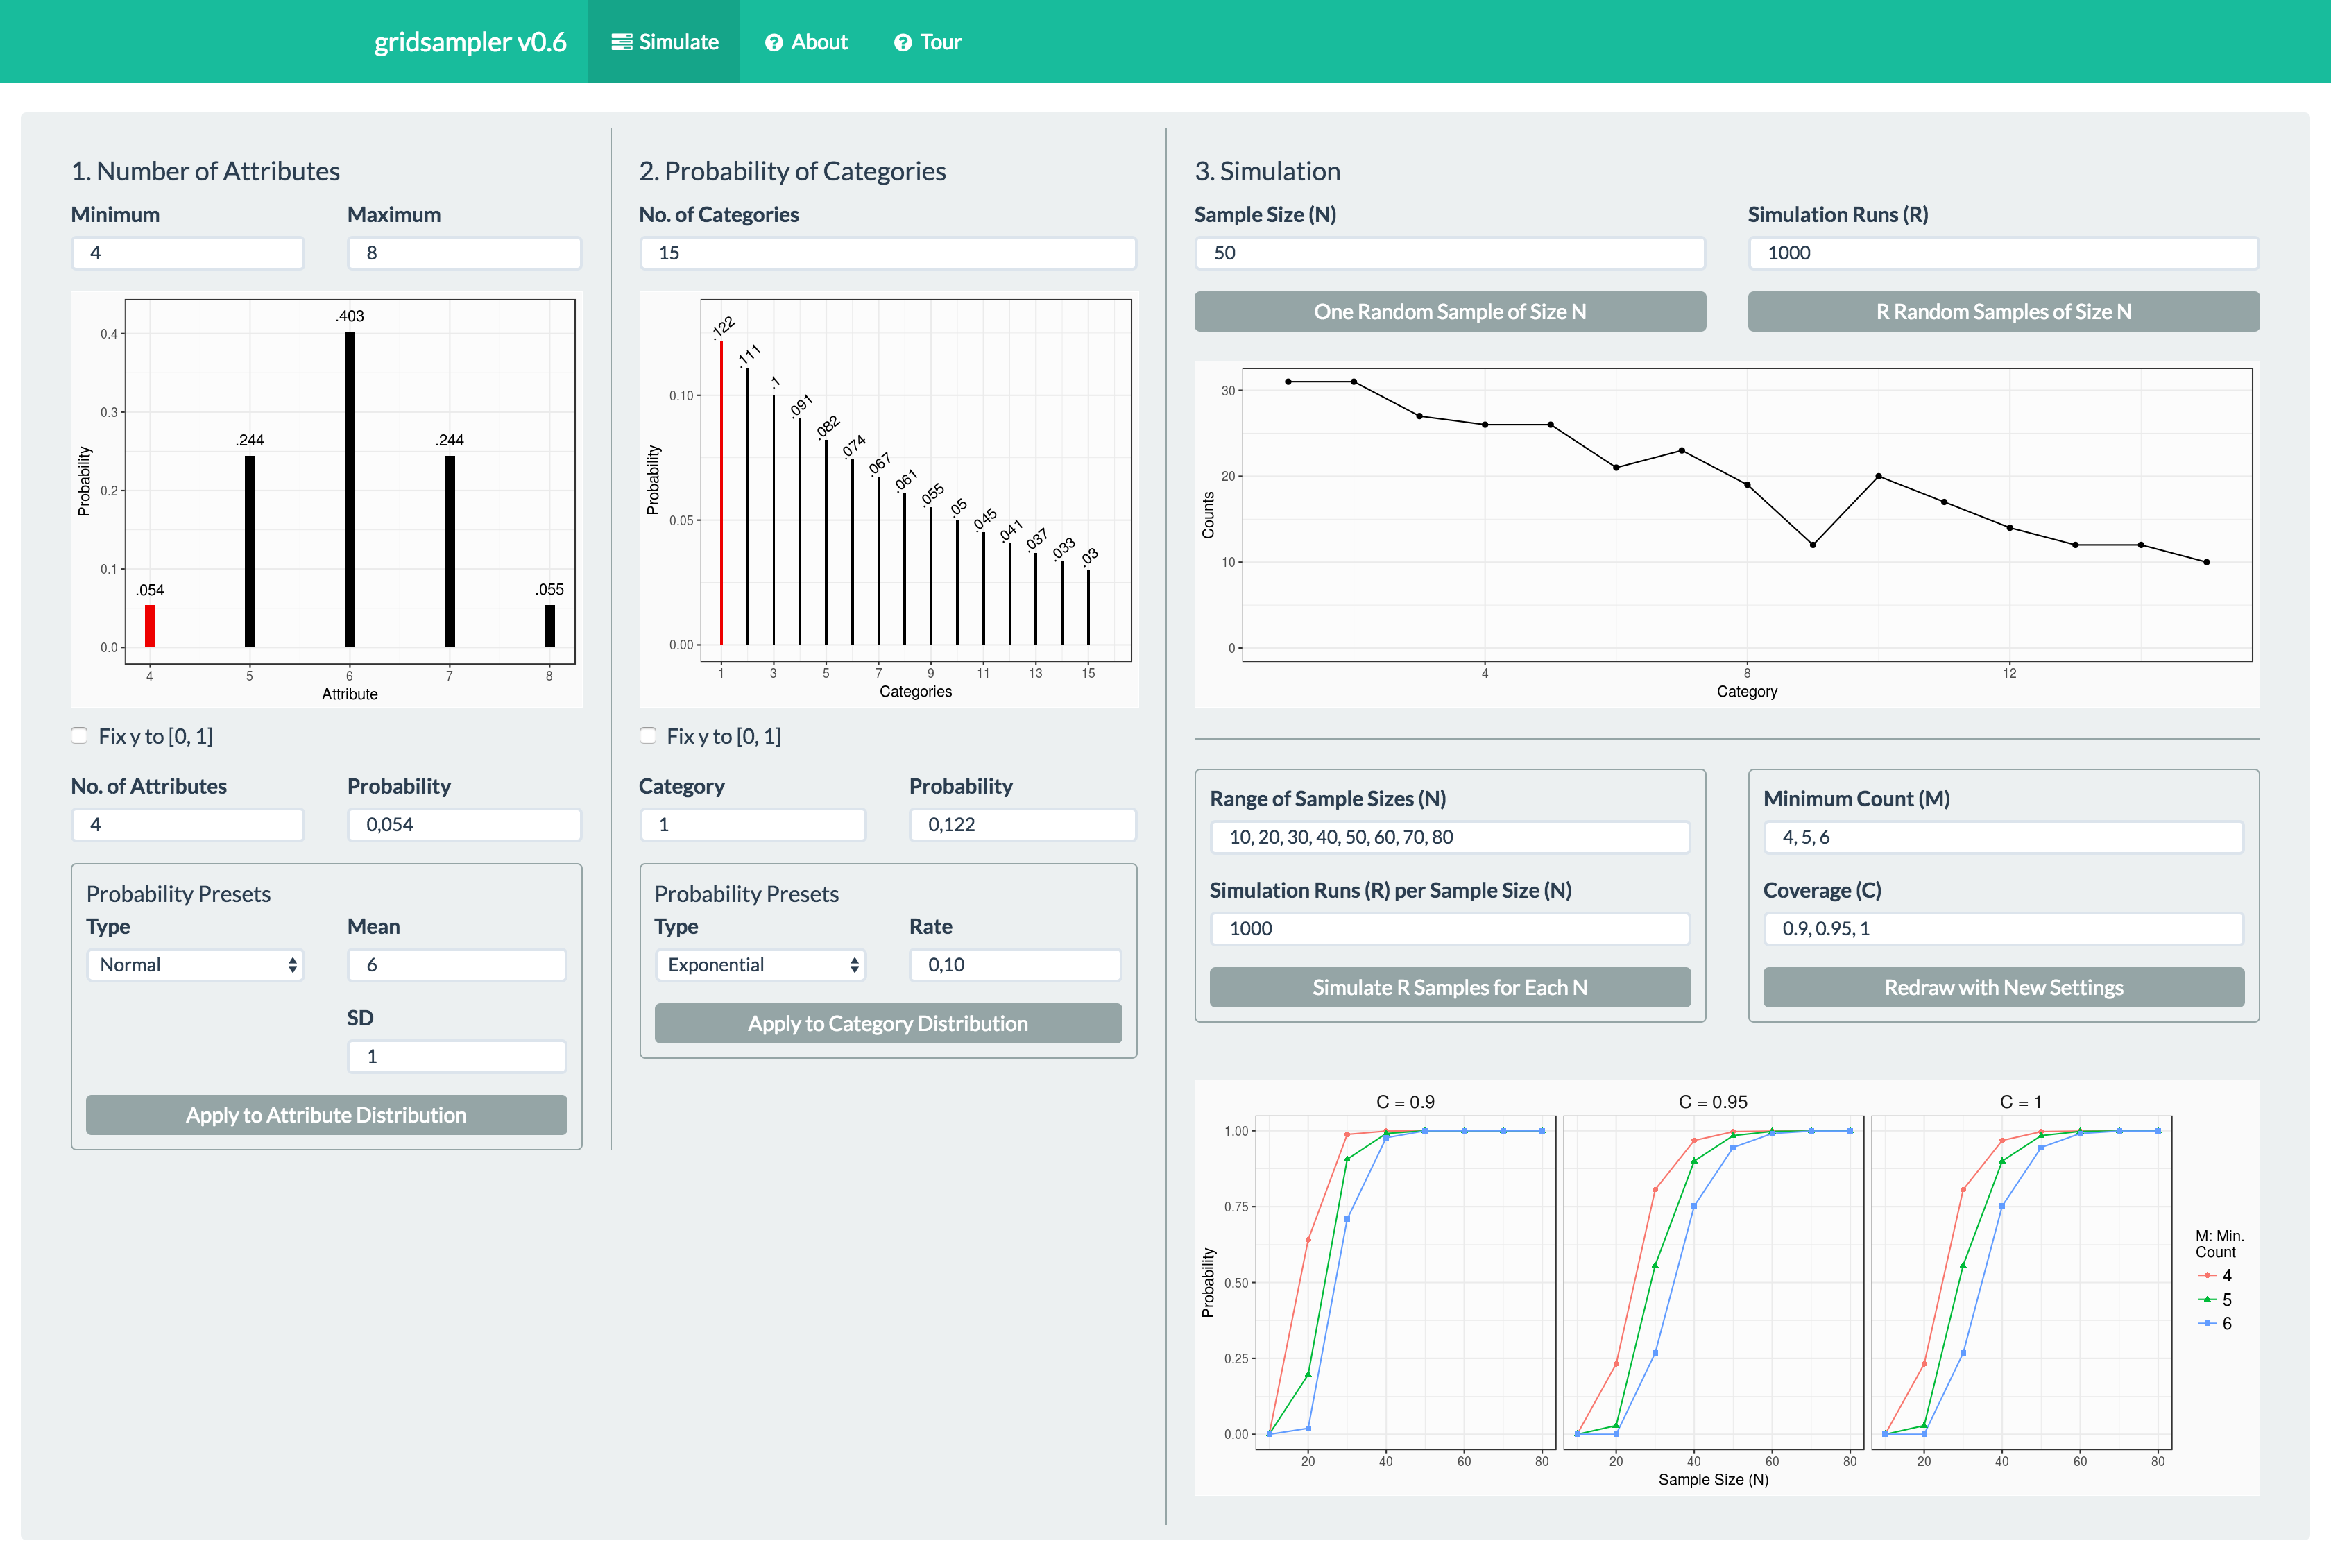 gridsampler v0.6
Simulate
About
Tour
1. Number of Attributes
Minimum Maximum
4 8
.054 .244 .403 .244 .055
0.4
0.3
0.2
0.1
0.0
Probability
4 5 6 7 8
Attribute
Fix y to [0, 1]
No. of Attributes Probability
4 0,054
Probability Presets
Type Mean
Normal 6
SD
1
Apply to Attribute Distribution
2. Probability of Categories
No. of Categories
15
.122 .111 .1 .091 .082 .074 .067 .061 .055 .05 .045 .041 .037 .033 .03
0.10
0.05
0.00
Probability
1 3 5 7 9 11 13 15
Categories
Fix y to [0, 1]
Category Probability
1 0,122
Probability Presets
Type Rate
Exponential 0,10
Apply to Category Distribution
3. Simulation
Sample Size (N) Simulation Runs (R)
50 1000
One Random Sample of Size N R Random Samples of Size N
30
20
10
0
Counts
4 8 12
Category
Range of Sample Sizes (N)
10, 20, 30, 40, 50, 60, 70, 80
Simulation Runs (R) per Sample Size (N)
1000
Simulate R Samples for Each N
Minimum Count (M)
4, 5, 6
Coverage (C)
0.9, 0.95, 1
Redraw with New Settings
C = 0.9 C = 0.95 C = 1
1.00
0.75
0.50
0.25
0.00
Probability
20 40 60 80 20 40 60 80 20 40 60 80
Sample Size (N)
M: Min.
Count
4
5
6